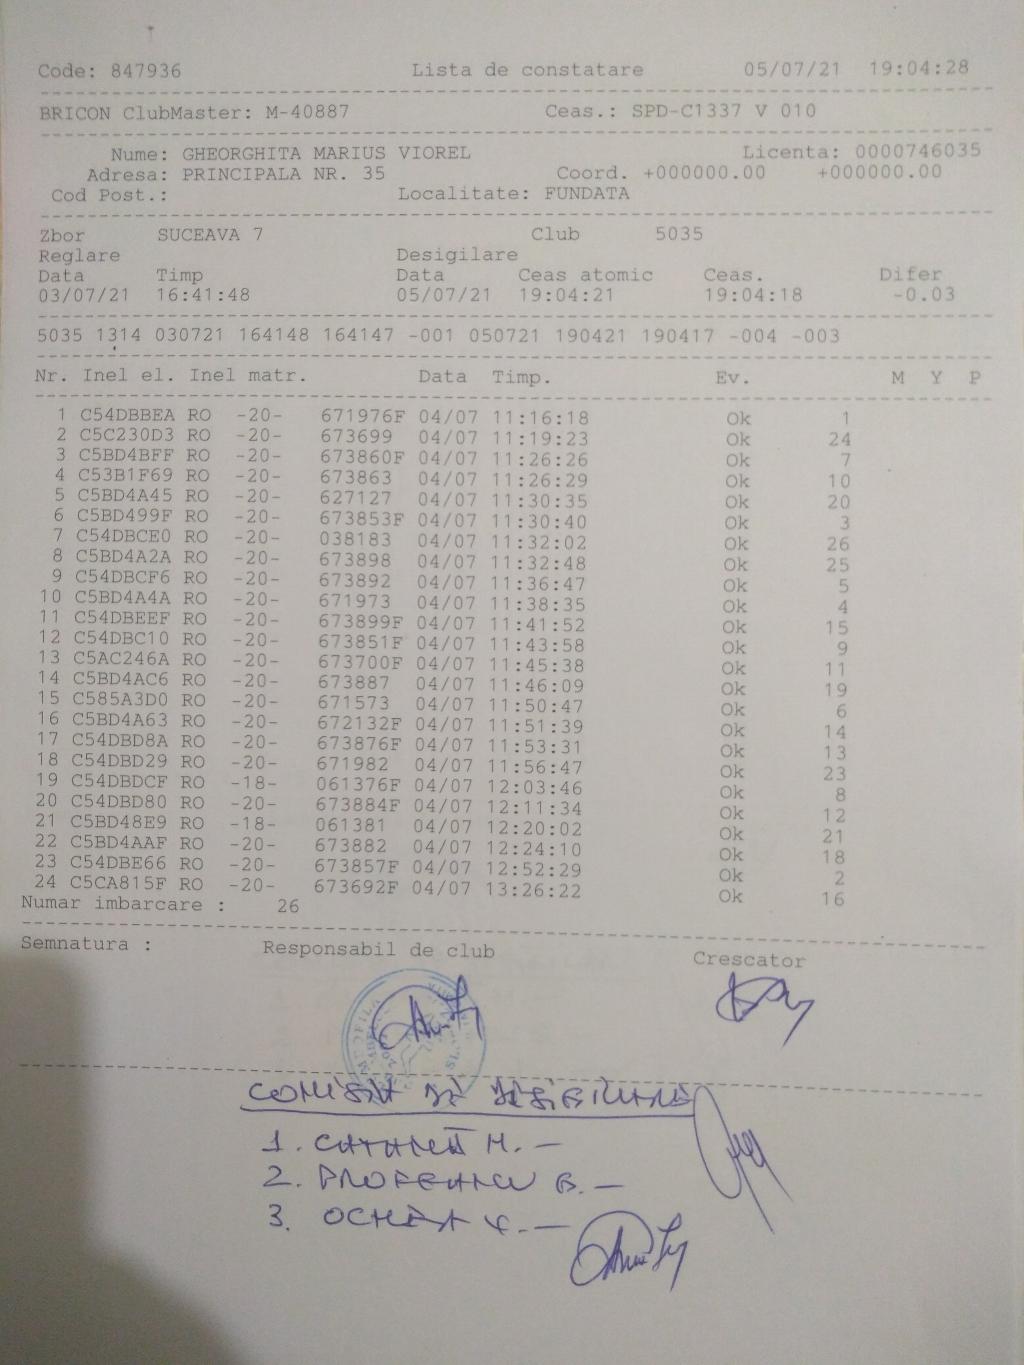 Code: 847936 Lista de constatare 05/07/21 19:04:28
BRICON ClubMaster: M-40887 Ceas.: SPD-C1337 V 010
Nume: GHEORGHITA MARIUS VIOREL Licenta: 0000746035
Adresa: PRINCIPALA NR. 35 Coord. +000000.00 +000000.00
Cod Post.: Localitate: FUNDATA
Zbor SUCEAVA 7 Club 5035
Reglare Desigilare
Data Timp Data Ceas atomic Ceas. Difer
03/07/21 16:41:48 05/07/21 19:04:21 19:04:18 -0.03
5035 1314 030721 164148 164147 -001 050721 190421 190417 -004 -003
Nr. Inel el. Inel matr. Data Timp. Ev. M Y P
1 C54DBBEA RO -20- 671976F 04/07 11:16:18 Ok 1
2 C5C230D3 RO -20- 673699 04/07 11:19:23 Ok 24
3 C5BD4BFF RO -20- 673860F 04/07 11:26:26 Ok 7
4 C53B1F69 RO -20- 673863 04/07 11:26:29 Ok 10
5 C5BD4A45 RO -20- 627127 04/07 11:30:35 Ok 20
6 C5BD499F RO -20- 673853F 04/07 11:30:40 Ok 3
7 C54DBCE0 RO -20- 038183 04/07 11:32:02 Ok 26
8 C5BD4A2A RO -20- 673898 04/07 11:32:48 Ok 25
9 C54DBCF6 RO -20- 673892 04/07 11:36:47 Ok 5
10 C5BD4A4A RO -20- 671973 04/07 11:38:35 Ok 4
11 C54DBEEF RO -20- 673899F 04/07 11:41:52 Ok 15
12 C54DBC10 RO -20- 673851F 04/07 11:43:58 Ok 9
13 C5AC246A RO -20- 673700F 04/07 11:45:38 Ok 11
14 C5BD4AC6 RO -20- 673887 04/07 11:46:09 Ok 19
15 C585A3D0 RO -20- 671573 04/07 11:50:47 Ok 6
16 C5BD4A63 RO -20- 672132F 04/07 11:51:39 Ok 14
17 C54DBD8A RO -20- 673876F 04/07 11:53:31 Ok 13
18 C54DBD29 RO -20- 671982 04/07 11:56:47 Ok 23
19 C54DBDCF RO -18- 061376F 04/07 12:03:46 Ok 8
20 C54DBD80 RO -20- 673884F 04/07 12:11:34 Ok 12
21 C5BD48E9 RO -18- 061381 04/07 12:20:02 Ok 21
22 C5BD4AAF RO -20- 673882 04/07 12:24:10 Ok 18
23 C54DBE66 RO -20- 673857F 04/07 12:52:29 Ok 2
24 C5CA815F RO -20- 673692F 04/07 13:26:22 Ok 16
Numar imbarcare : 26
Semnatura : Responsabil de club Crescator
COMISIA DE DESIGILARE
1. CATANĂ M. —
2. PROFEANU B. —
3. OCHEA —